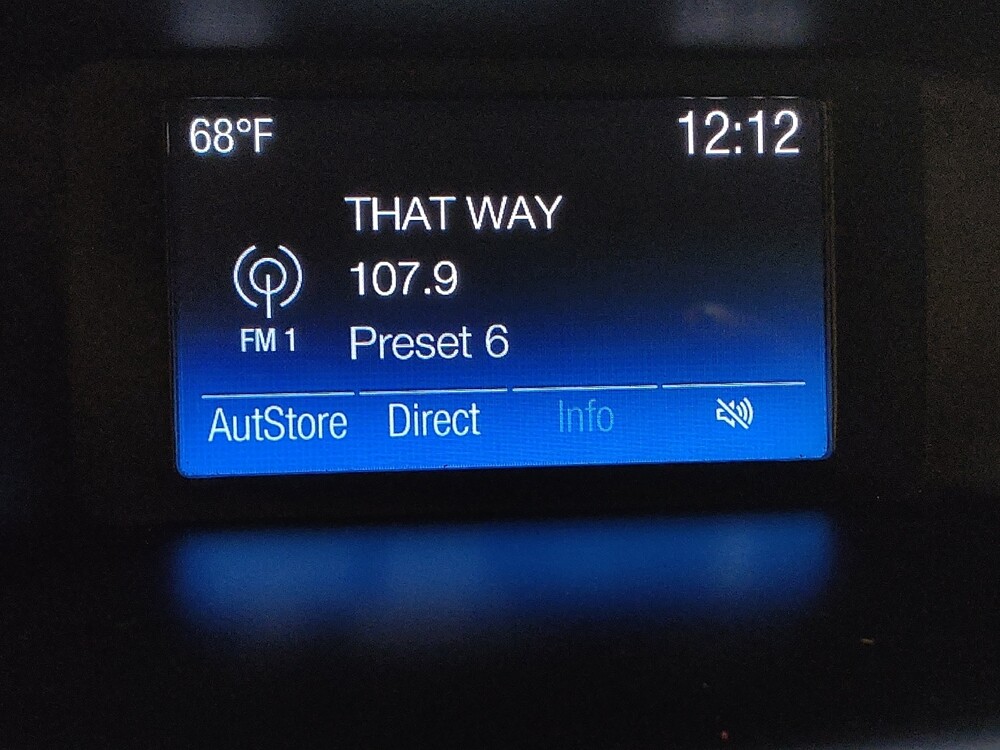 68°F 12:12
THAT WAY
107.9
FM 1
Preset 6
AutStore Direct Info